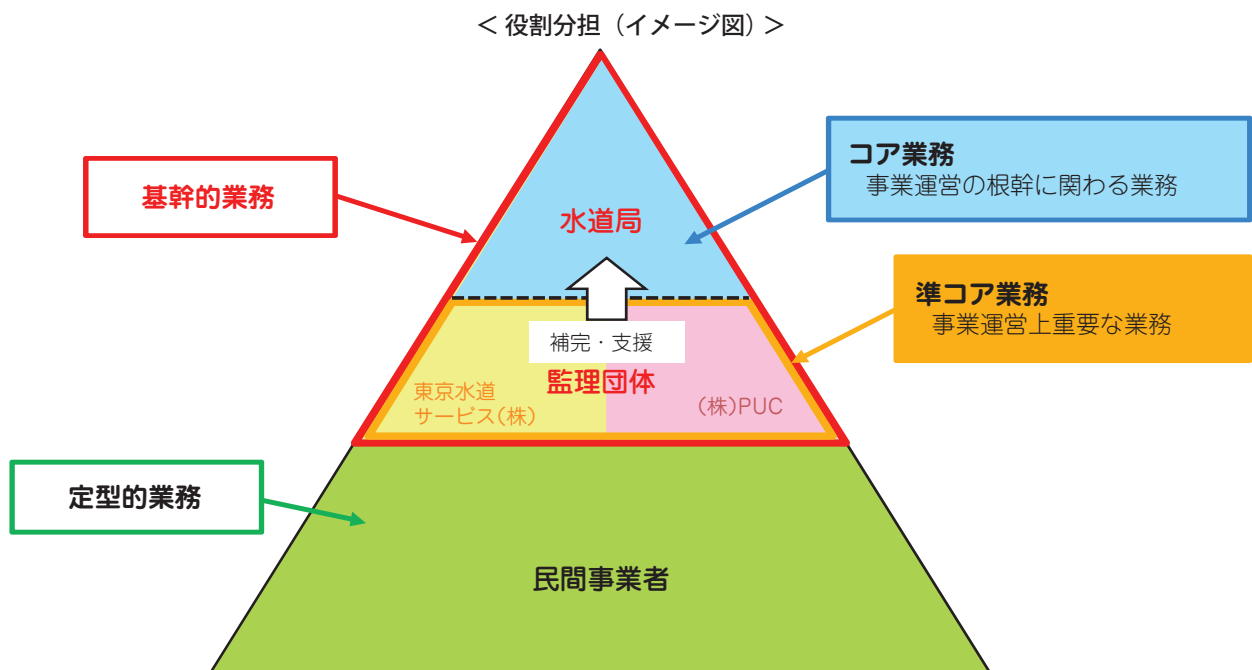 ＜ 役割分担（イメージ図）＞
コア業務
事業運営の根幹に関わる業務
基幹的業務
水道局
準コア業務
事業運営上重要な業務
補完・支援
監理団体
東京水道
サービス(株)
(株)PUC
定型的業務
民間事業者